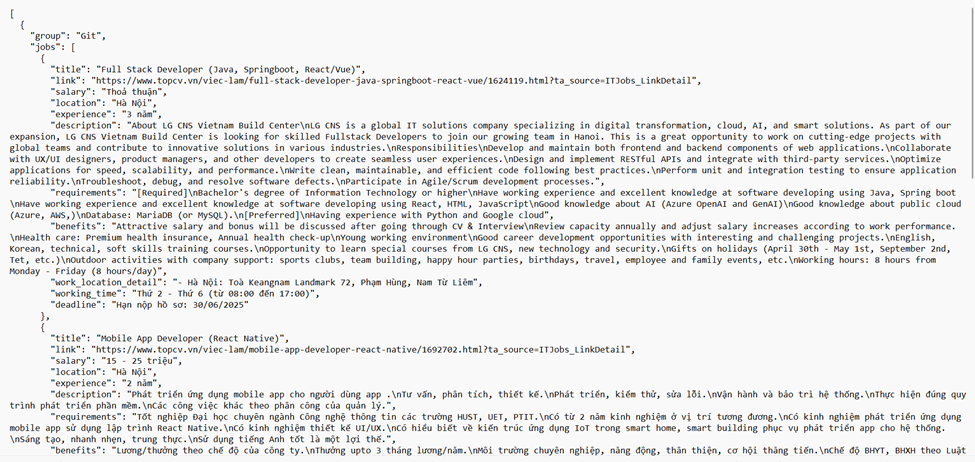 [
  {
    "group": "Git",
    "jobs": [
      {
        "title": "Full Stack Developer (Java, Springboot, React/Vue)",
        "link": "https://www.topcv.vn/viec-lam/full-stack-developer-java-springboot-react-vue/1624119.html?ta_source=ITJobs_LinkDetail",
        "salary": "Thoả thuận",
        "location": "Hà Nội",
        "experience": "3 năm",
        "description": "About LG CNS Vietnam Build Center\nLG CNS is a global IT solutions company specializing in digital transformation, cloud, AI, and smart solutions. As part of our
expansion, LG CNS Vietnam Build Center is looking for skilled Fullstack Developers to join our growing team in Hanoi. This is a great opportunity to work on cutting-edge projects with
global teams and contribute to innovative solutions in various industries.\nResponsibilities\nDevelop and maintain both frontend and backend components of web applications.\nCollaborate
with UX/UI designers, product managers, and other developers to create seamless user experiences.\nDesign and implement RESTful APIs and integrate with third-party services.\nOptimize
applications for speed, scalability, and performance.\nWrite clean, maintainable, and efficient code following best practices.\nPerform unit and integration testing to ensure application
reliability.\nTroubleshoot, debug, and resolve software defects.\nParticipate in Agile/Scrum development processes.",
        "requirements": "[Required]\nBachelor's degree of Information Technology or higher\nHave working experience and excellent knowledge at software developing using Java, Spring boot
\nHave working experience and excellent knowledge at software developing using React, HTML, JavaScript\nGood knowledge about AI (Azure OpenAI and GenAI)\nGood knowledge about public cloud
(Azure, AWS,)\nDatabase: MariaDB (or MySQL).\n[Preferred]\nHaving experience with Python and Google cloud",
        "benefits": "Attractive salary and bonus will be discussed after going through CV & Interview\nReview capacity annually and adjust salary increases according to work performance.
\nHealth care: Premium health insurance, Annual health check-up\nYoung working environment\nGood career development opportunities with interesting and challenging projects.\nEnglish,
Korean, technical, soft skills training courses.\nOpportunity to learn special courses from LG CNS, new technology and security.\nGifts on holidays (April 30th - May 1st, September 2nd,
Tet, etc.)\nOutdoor activities with company support: sports clubs, team building, happy hour parties, birthdays, travel, employee and family events, etc.\nWorking hours: 8 hours from
Monday - Friday (8 hours/day)",
        "work_location_detail": "- Hà Nội: Toà Keangnam Landmark 72, Phạm Hùng, Nam Từ Liêm",
        "working_time": "Thứ 2 - Thứ 6 (từ 08:00 đến 17:00)",
        "deadline": "Hạn nộp hồ sơ: 30/06/2025"
      },
      {
        "title": "Mobile App Developer (React Native)",
        "link": "https://www.topcv.vn/viec-lam/mobile-app-developer-react-native/1692702.html?ta_source=ITJobs_LinkDetail",
        "salary": "15 - 25 triệu",
        "location": "Hà Nội",
        "experience": "2 năm",
        "description": "Phát triển ứng dụng mobile app cho người dùng app .\nTư vấn, phân tích, thiết kế.\nPhát triển, kiểm thử, sửa lỗi.\nVận hành và bảo trì hệ thống.\nThực hiện đúng quy
trình phát triển phần mềm.\nCác công việc khác theo phân công của quản lý.",
        "requirements": "Tốt nghiệp Đại học chuyên ngành Công nghệ thông tin các trường HUST, UET, PTIT.\nCó từ 2 năm kinh nghiệm ở vị trí tương đương.\nCó kinh nghiệm phát triển ứng dụng
mobile app sử dụng lập trình React Native.\nCó kinh nghiệm thiết kế UI/UX.\nCó hiểu biết về kiến trúc ứng dụng IoT trong smart home, smart building phục vụ phát triển app cho hệ thống.
\nSáng tạo, nhanh nhẹn, trung thực.\nSử dụng tiếng Anh tốt là một lợi thế.",
        "benefits": "Lương/thưởng theo chế độ của công ty.\nThưởng upto 3 tháng lương/năm.\nMôi trường chuyên nghiệp, năng động, thân thiện, cơ hội thăng tiến.\nChế độ BHYT, BHXH theo Luật